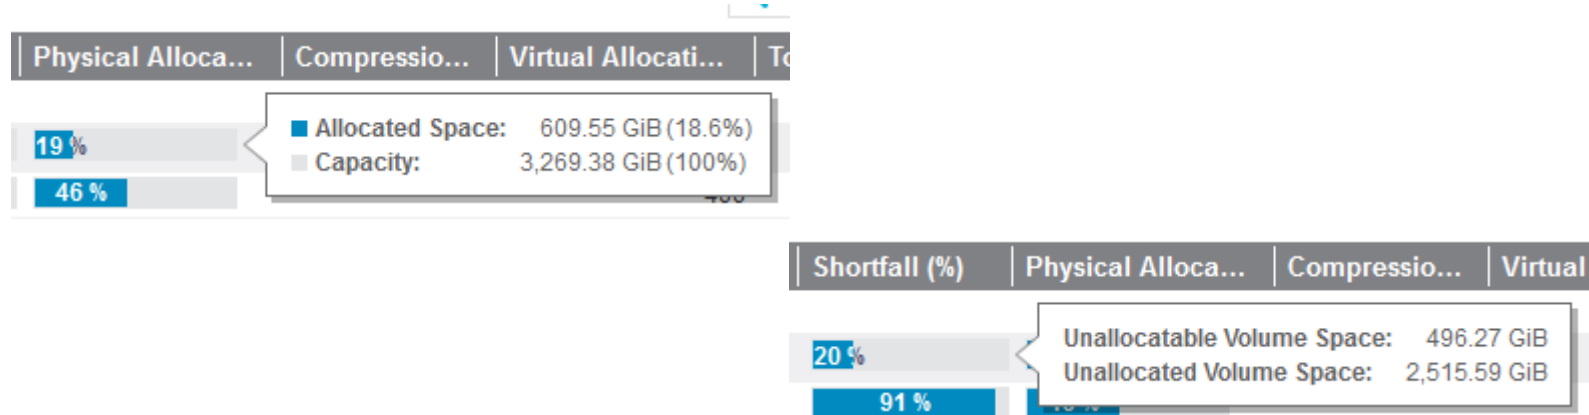 Physical Alloca... Compressio... Virtual Allocati...
Allocated Space: 609.55 GiB (18.6%)
19 %
Capacity: 3,269.38 GiB (100%)
46 %
Shortfall (%) Physical Alloca... Compressio... Virtual
Unallocatable Volume Space: 496.27 GiB
20 %
Unallocated Volume Space: 2,515.59 GiB
91 %